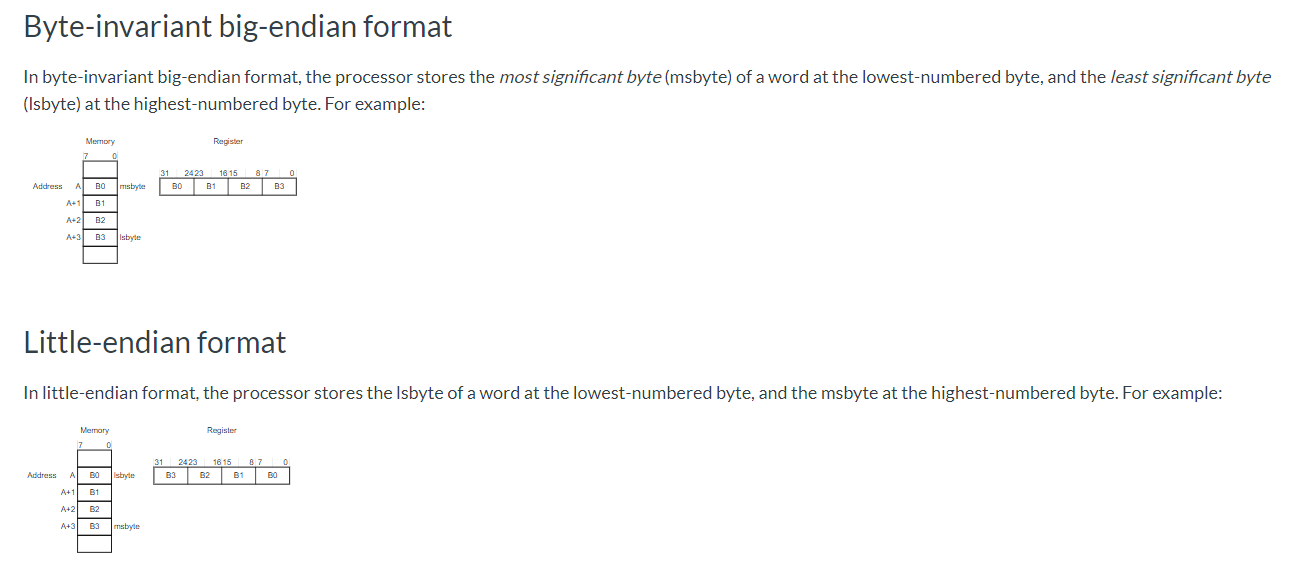 Byte-invariant big-endian format
In byte-invariant big-endian format, the processor stores the most significant byte (msbyte) of a word at the lowest-numbered byte, and the least significant byte
(lsbyte) at the highest-numbered byte. For example:
Memory Register
7 0
31 24 23 16 15 8 7 0
Address A B0 msbyte B0 B1 B2 B3
A+1 B1
A+2 B2
A+3 B3 lsbyte
Little-endian format
In little-endian format, the processor stores the lsbyte of a word at the lowest-numbered byte, and the msbyte at the highest-numbered byte. For example:
Memory Register
7 0
31 24 23 16 15 8 7 0
Address A B0 lsbyte B3 B2 B1 B0
A+1 B1
A+2 B2
A+3 B3 msbyte